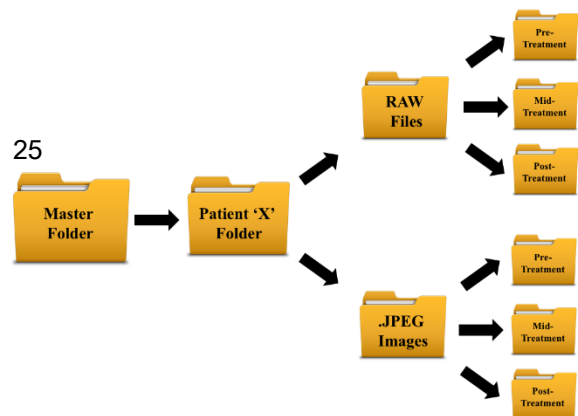 25
Master
Folder
Patient ‘X’
Folder
RAW
Files
Pre-
Treatment
Mid-
Treatment
Post-
Treatment
.JPEG
Images
Pre-
Treatment
Mid-
Treatment
Post-
Treatment